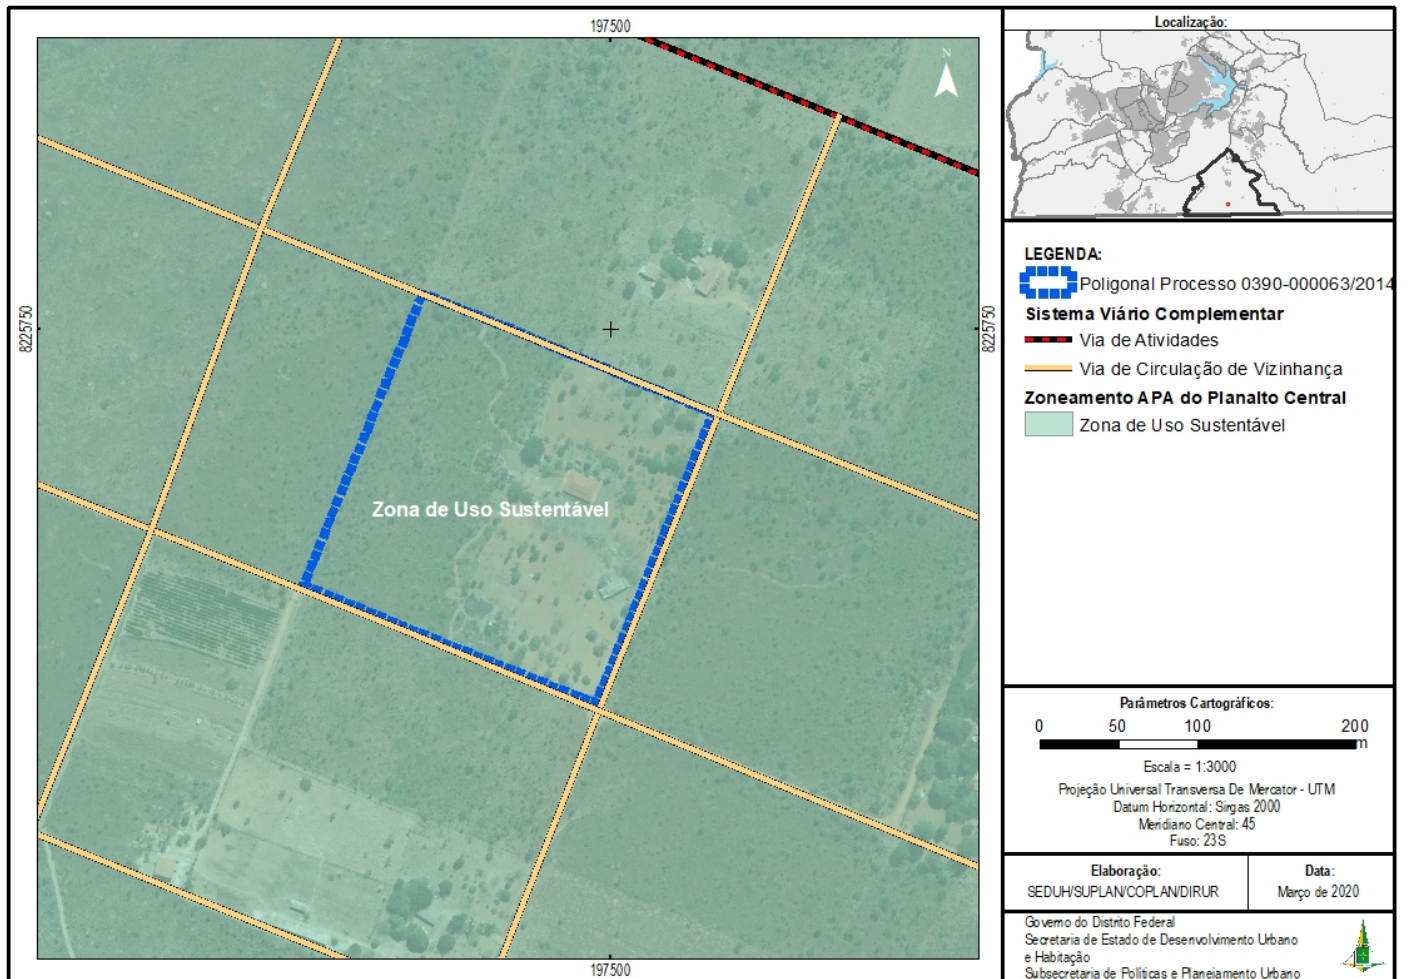 197500
N
8225750
8225750
Zona de Uso Sustentável
197500
Localização:
LEGENDA:
Poligonal Processo 0390-000063/2014
Sistema Viário Complementar
Via de Atividades
Via de Circulação de Vizinhança
Zoneamento APA do Planalto Central
Zona de Uso Sustentável
Parâmetros Cartográficos:
0 50 100 200
m
Escala = 1:3000
Projeção Universal Transversa De Mercator - UTM
Datum Horizontal: Sirgas 2000
Meridiano Central: 45
Fuso: 23S
Elaboração:
SEDUH/SUPLAN/COPLAN/DIRUR
Data:
Março de 2020
Governo do Distrito Federal
Secretaria de Estado de Desenvolvimento Urbano
e Habitação
Subsecretaria de Políticas e Planejamento Urbano